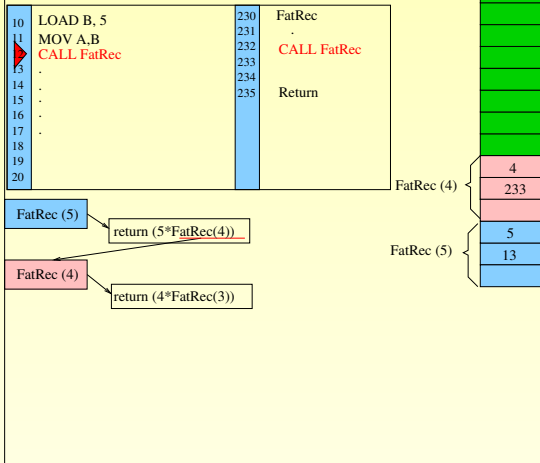 10 LOAD B, 5
11 MOV A,B
CALL FatRec
13 .
14 .
15 .
16 .
17 .
18
19
20
230 FatRec
231 .
232 CALL FatRec
233
234
235 Return
FatRec (4)
4
233
FatRec (5)
5
13
FatRec (5)
return (5*FatRec(4))
FatRec (4)
return (4*FatRec(3))